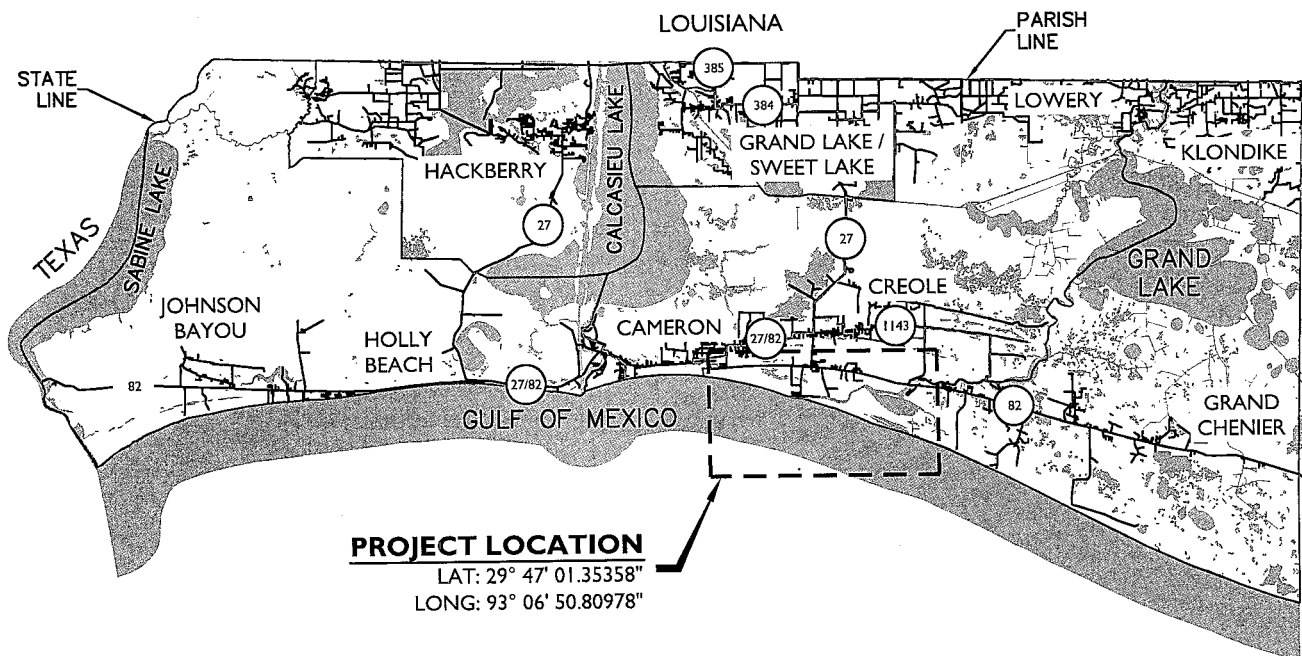 LOUISIANA
PARISH
LINE
STATE
LINE
385
384
LOWERY
CALCASIEU LAKE
GRAND LAKE /
SWEET LAKE
KLONDIKE
HACKBERRY
TEXAS
SABINE LAKE
27
27
GRAND
LAKE
JOHNSON
BAYOU
HOLLY
BEACH
CAMERON
CREOLE
27/82
1143
82
27/82
82
GULF OF MEXICO
GRAND
CHENIER
PROJECT LOCATION
LAT: 29° 47' 01.35358"
LONG: 93° 06' 50.80978"